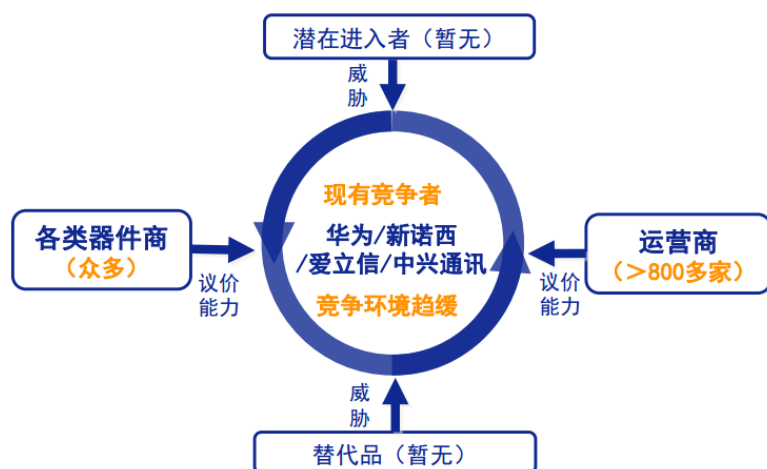 潜在进入者（暂无）
威
胁
现有竞争者
华为/新诺西
/爱立信/中兴通讯
竞争环境趋缓
各类器件商
（众多）
议价
能力
运营商
（＞800多家）
议价
能力
威
胁
替代品（暂无）